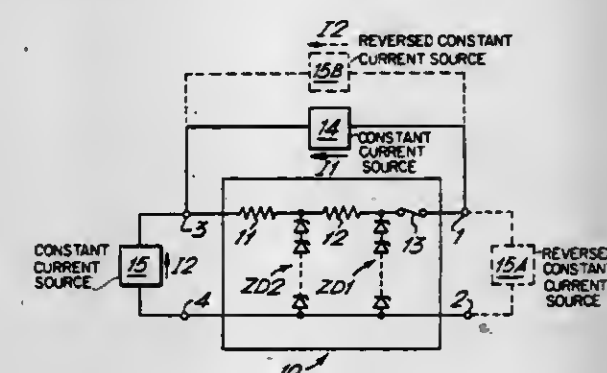 I2
REVERSED CONSTANT
CURRENT SOURCE
15B
14
CONSTANT
CURRENT
SOURCE
I1
3
11
12
13
1
CONSTANT
CURRENT
SOURCE
15
I2
ZD2
ZD1
15A
REVERSED
CONSTANT
CURRENT
SOURCE
4
2
10